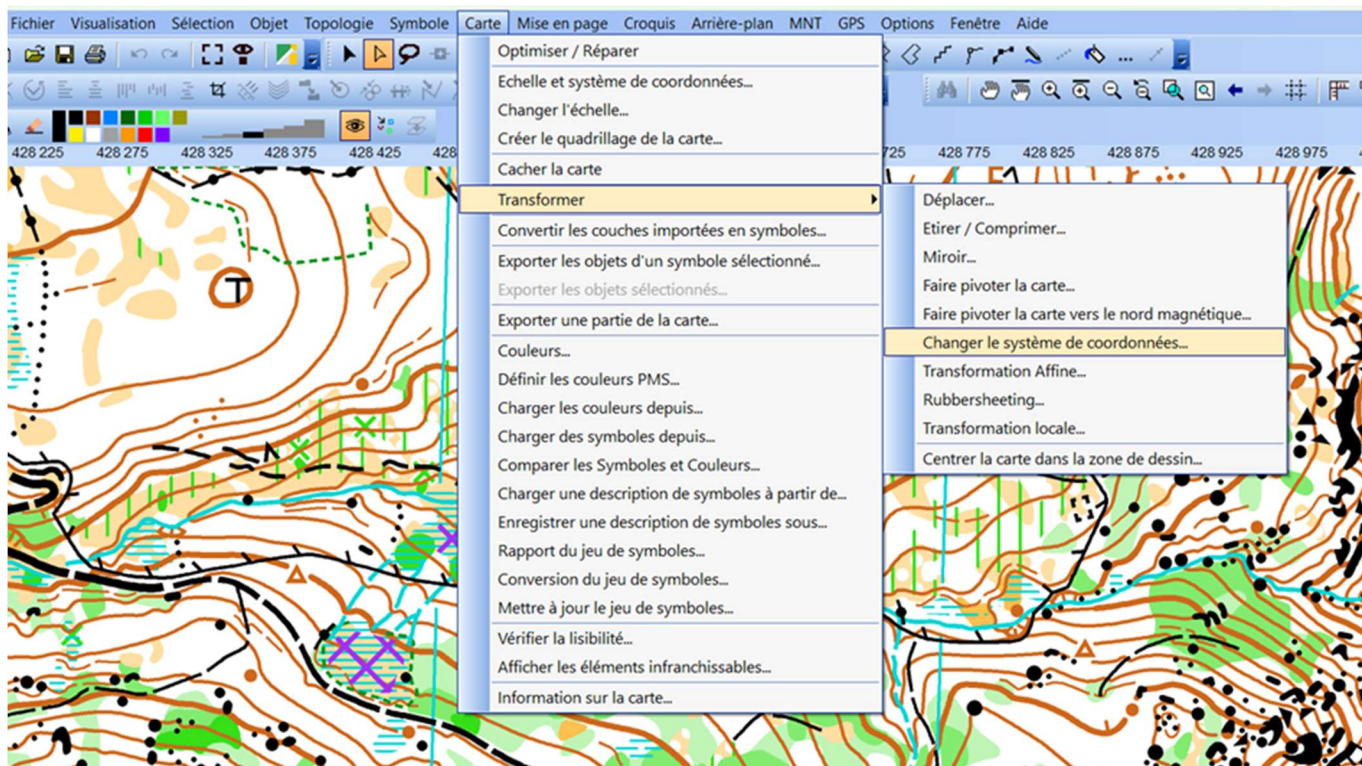 Fichier Visualisation Sélection Objet Topologie Symbole Carte Mise en page Croquis Arrière-plan MNT GPS Options Fenêtre Aide
428 225 428 275 428 325 428 375 428 425 428
725 428 775 428 825 428 875 428 925 428 975
Optimiser / Réparer
Echelle et système de coordonnées...
Changer l'échelle...
Créer le quadrillage de la carte...
Cacher la carte
Transformer
Convertir les couches importées en symboles...
Exporter les objets d'un symbole sélectionné...
Exporter les objets sélectionnés...
Exporter une partie de la carte...
Couleurs...
Définir les couleurs PMS...
Charger les couleurs depuis...
Charger des symboles depuis...
Comparer les Symboles et Couleurs...
Charger une description de symboles à partir de...
Enregistrer une description de symboles sous...
Rapport du jeu de symboles...
Conversion du jeu de symboles...
Mettre à jour le jeu de symboles...
Vérifier la lisibilité...
Afficher les éléments infranchissables...
Information sur la carte...
Déplacer...
Etirer / Comprimer...
Miroir...
Faire pivoter la carte...
Faire pivoter la carte vers le nord magnétique...
Changer le système de coordonnées...
Transformation Affine...
Rubbersheeting...
Transformation locale...
Centrer la carte dans la zone de dessin...